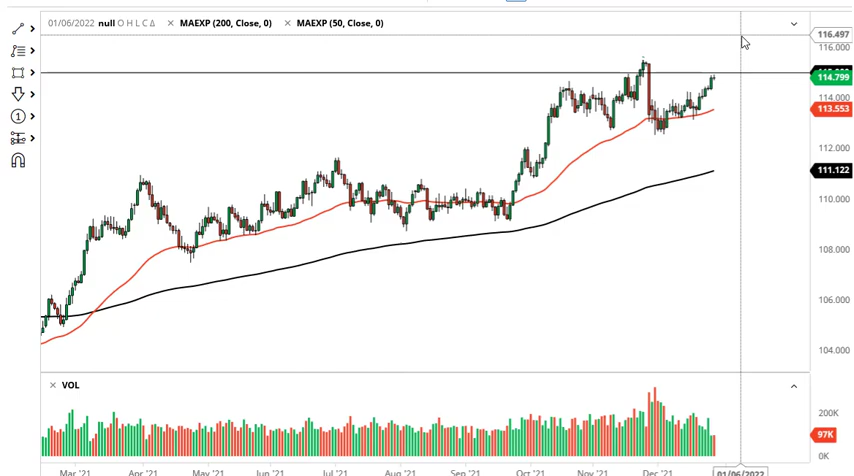 01/06/2022 null O H L C Δ × MAEXP (200, Close, 0) × MAEXP (50, Close, 0)
116.497
116.000
114.799
114.000
113.553
112.000
111.122
110.000
108.000
106.000
104.000
× VOL
200K
97K
0K
Mar '21 Apr '21 May '21 Jun '21 Jul '21 Aug '21 Sep '21 Oct '21 Nov '21 Dec '21 01/06/2022